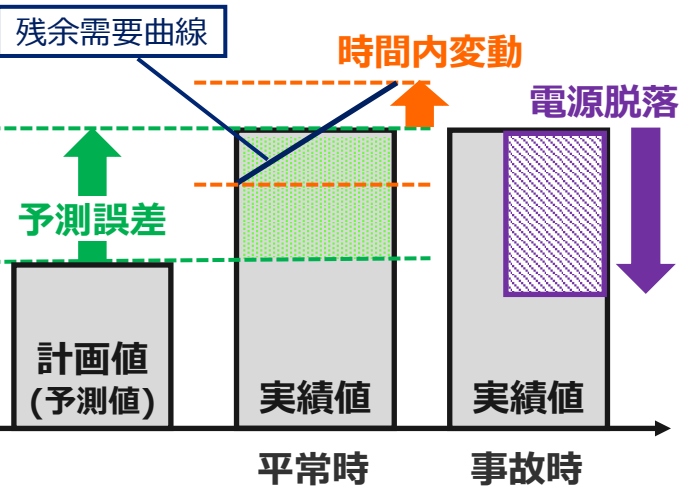 残余需要曲線
時間内変動
電源脱落
予測誤差
計画値
(予測値)
実績値
実績値
平常時
事故時